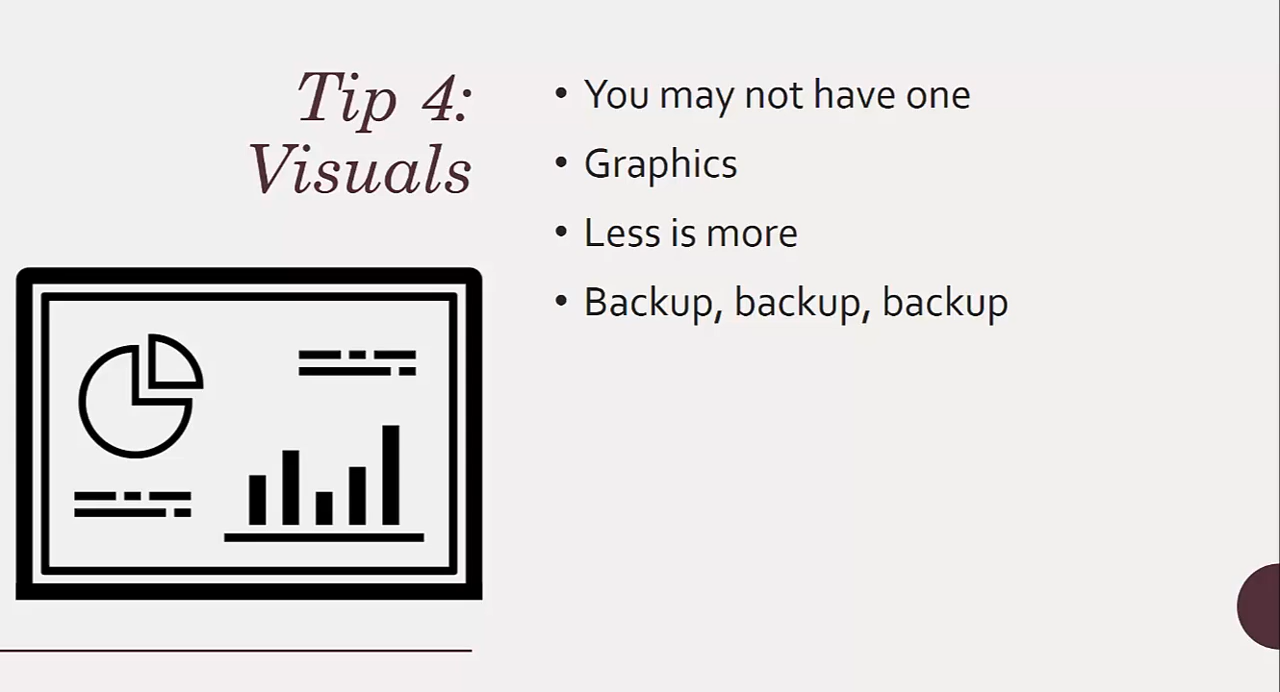 Tip 4:
Visuals
• You may not have one
• Graphics
• Less is more
• Backup, backup, backup